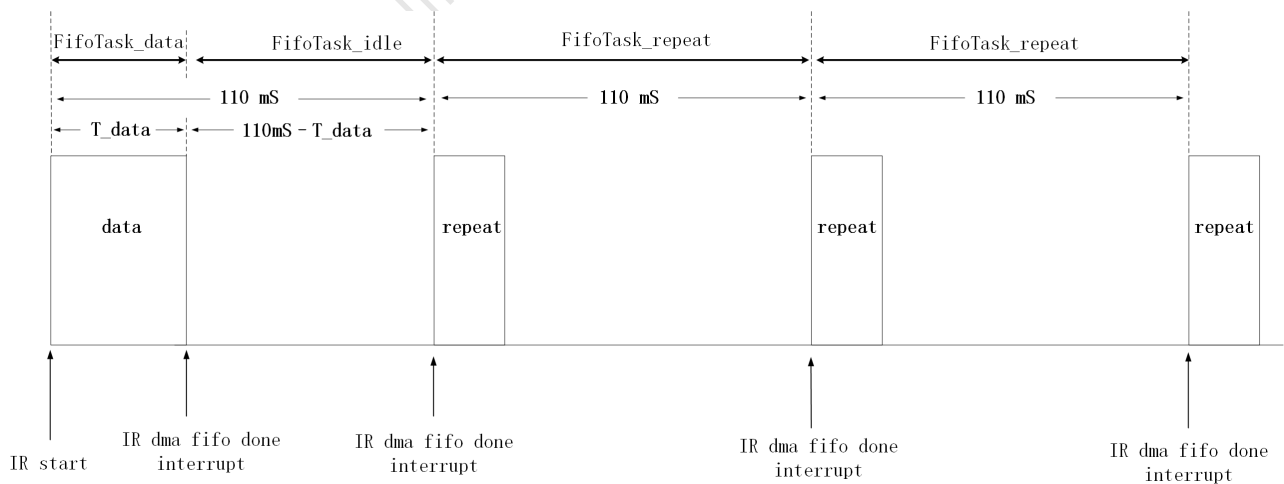 FifoTask_data
FifoTask_idle
FifoTask_repeat
FifoTask_repeat
110 mS
110 mS
110 mS
T_data
110mS-T_data
data
repeat
repeat
repeat
IR start
IR dma fifo done
interrupt
IR dma fifo done
interrupt
IR dma fifo done
interrupt
IR dma fifo done
interrupt